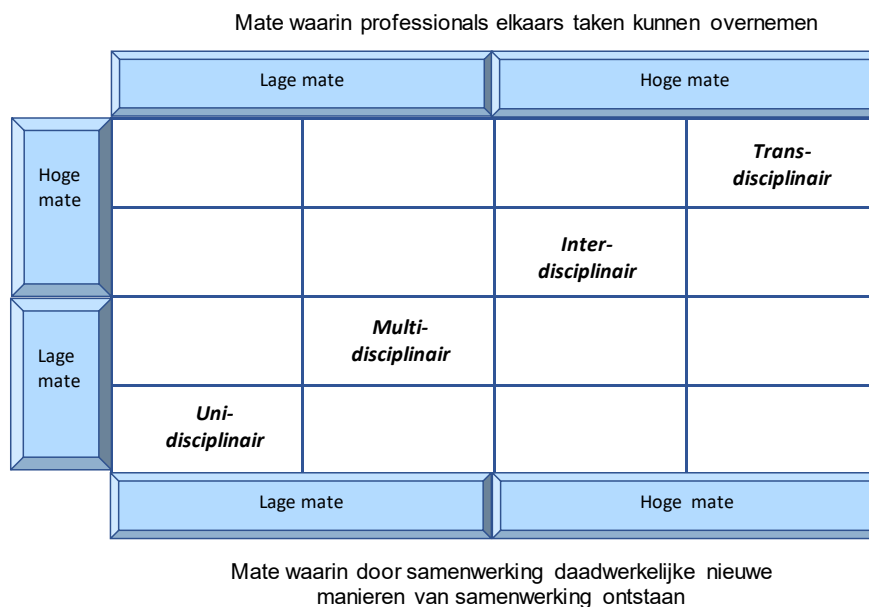 Mate waarin professionals elkaars taken kunnen overnemen
Lage mate
Hoge mate
Hoge
mate
Trans-
disciplinair
Inter-
disciplinair
Lage
mate
Multi-
disciplinair
Uni-
disciplinair
Lage mate
Hoge mate
Mate waarin door samenwerking daadwerkelijke nieuwe
manieren van samenwerking ontstaan